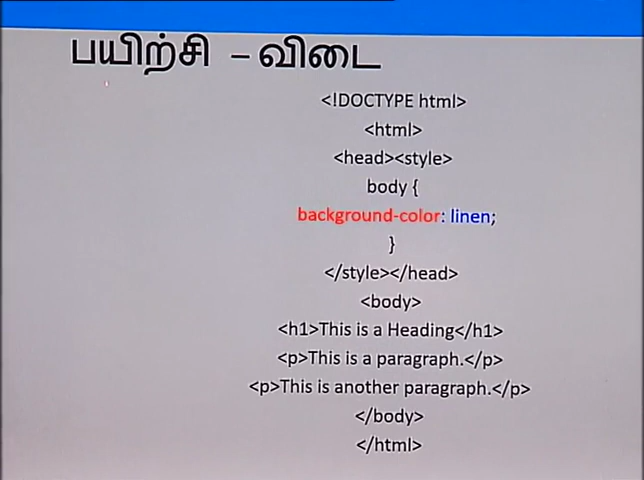 பயிற்சி – விடை
<!DOCTYPE html>
<html>
<head><style>
body {
background-color: linen;
}
</style></head>
<body>
<h1>This is a Heading</h1>
<p>This is a paragraph.</p>
<p>This is another paragraph.</p>
</body>
</html>